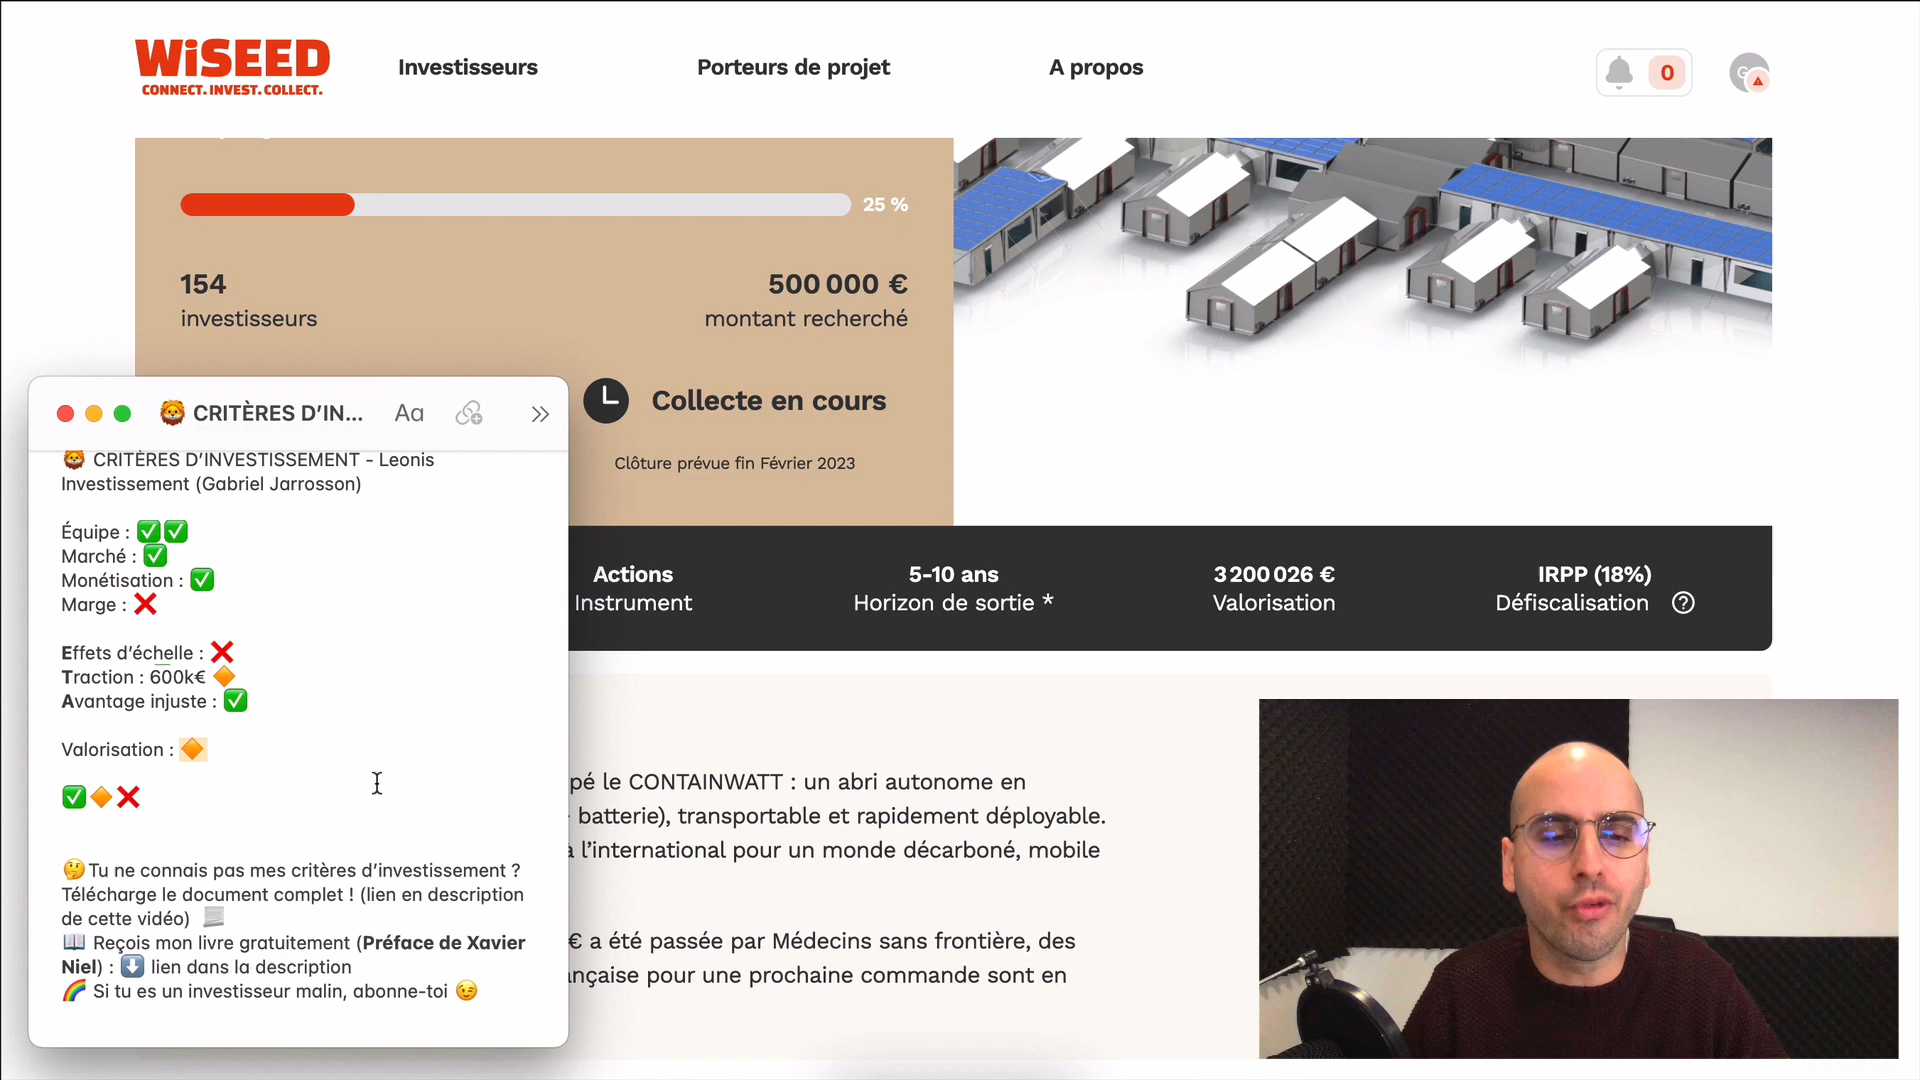 WiSEED
CONNECT. INVEST. COLLECT.
Investisseurs
Porteurs de projet
A propos
0
25 %
154
investisseurs
500 000 €
montant recherché
Collecte en cours
Clôture prévue fin Février 2023
Actions
Instrument
5-10 ans
Horizon de sortie *
3 200 026 €
Valorisation
IRPP (18%)
Défiscalisation ?
pé le CONTAINWATT : un abri autonome en
batterie), transportable et rapidement déployable.
à l’international pour un monde décarboné, mobile
€ a été passée par Médecins sans frontière, des
ançaise pour une prochaine commande sont en
🦁 CRITÈRES D’IN...
Aa
🦁 CRITÈRES D’INVESTISSEMENT - Leonis
Investissement (Gabriel Jarrosson)
Équipe : ✅✅
Marché : ✅
Monétisation : ✅
Marge : ❌
Effets d’échelle : ❌
Traction : 600k€ 🔶
Avantage injuste : ✅
Valorisation : 🔶
✅🔶❌
🤔Tu ne connais pas mes critères d’investissement ?
Télécharge le document complet ! (lien en description
de cette vidéo)
📖 Reçois mon livre gratuitement (Préface de Xavier
Niel) : ⬇️ lien dans la description
🌈 Si tu es un investisseur malin, abonne-toi 😉